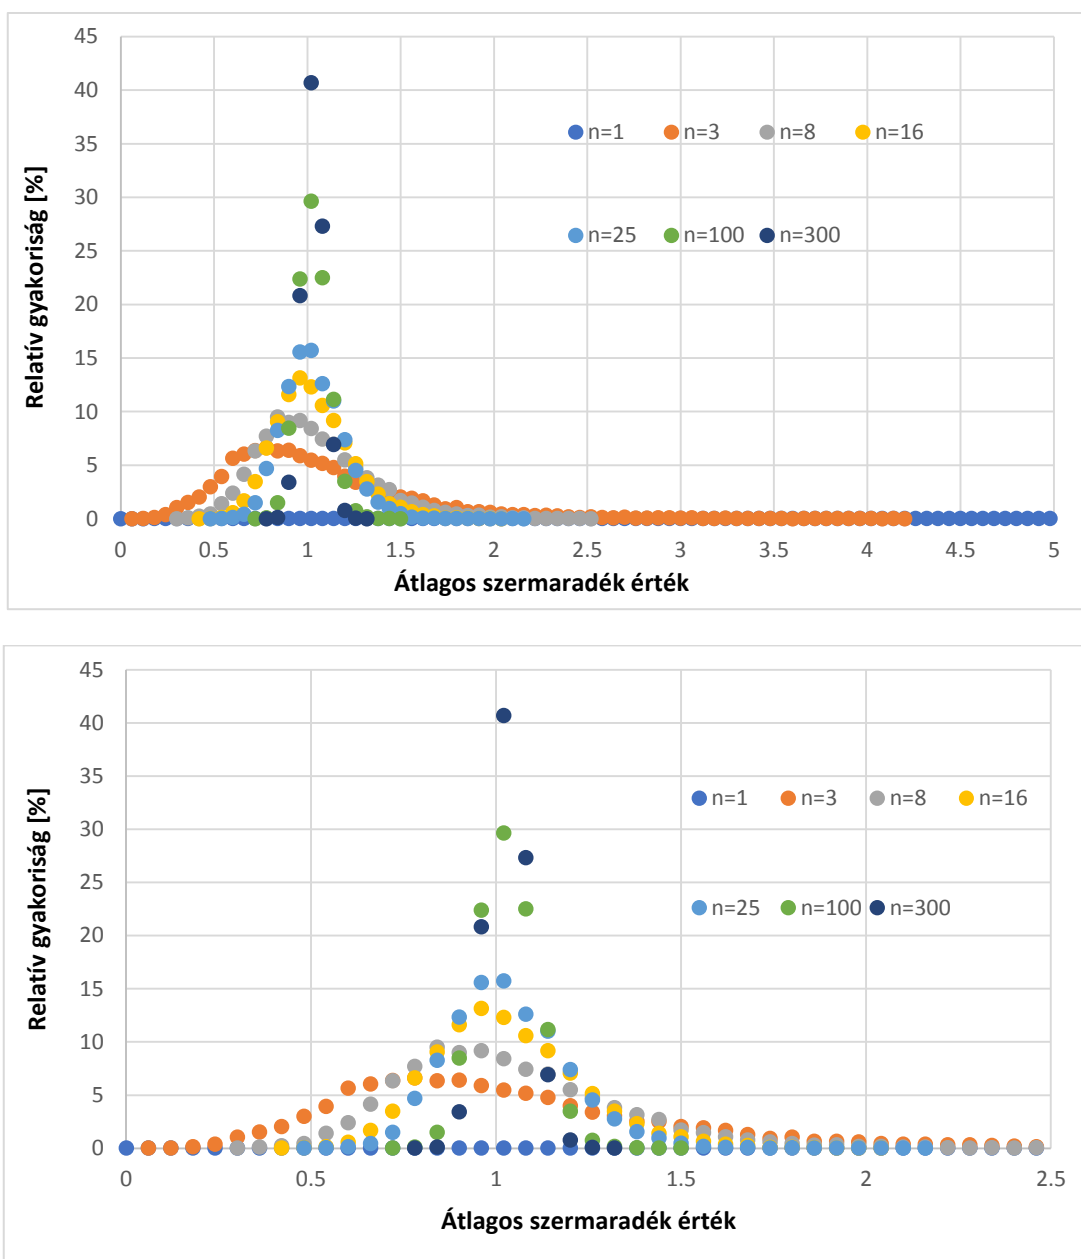 45
40
35
30
25
20
15
10
5
0
Relatív gyakoriság [%]
n=1 n=3 n=8 n=16
n=25 n=100 n=300
0 0.5 1 1.5 2 2.5 3 3.5 4 4.5 5
Átlagos szermaradék érték
45
40
35
30
25
20
15
10
5
0
Relatív gyakoriság [%]
n=1 n=3 n=8 n=16
n=25 n=100 n=300
0 0.5 1 1.5 2 2.5
Átlagos szermaradék érték